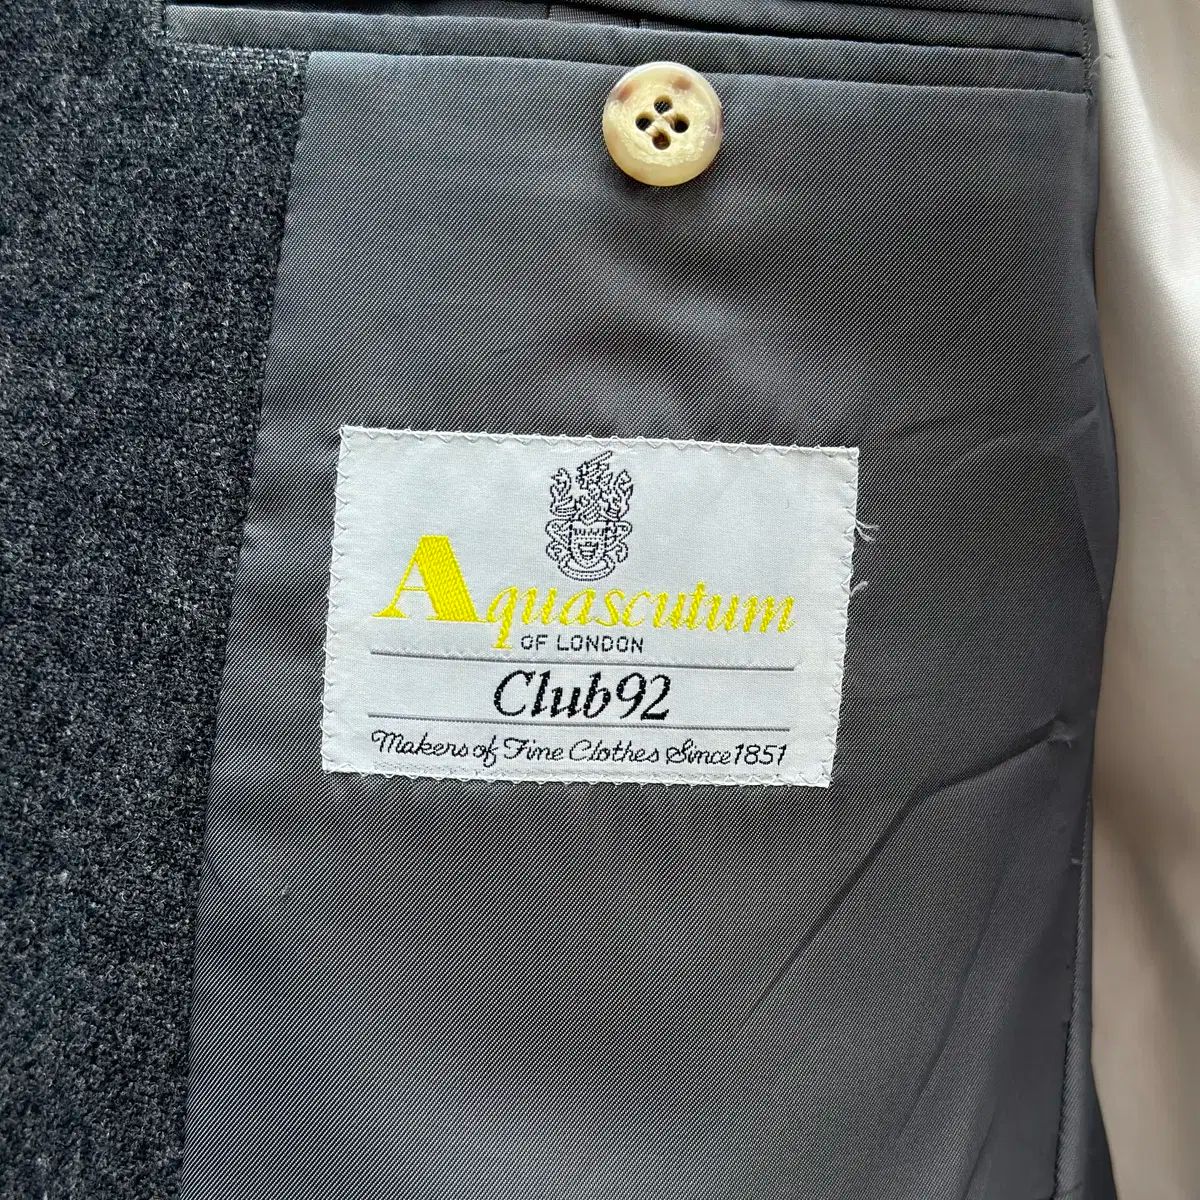 Aquascutum
OF LONDON
Club92
Makers of Fine Clothes Since 1851